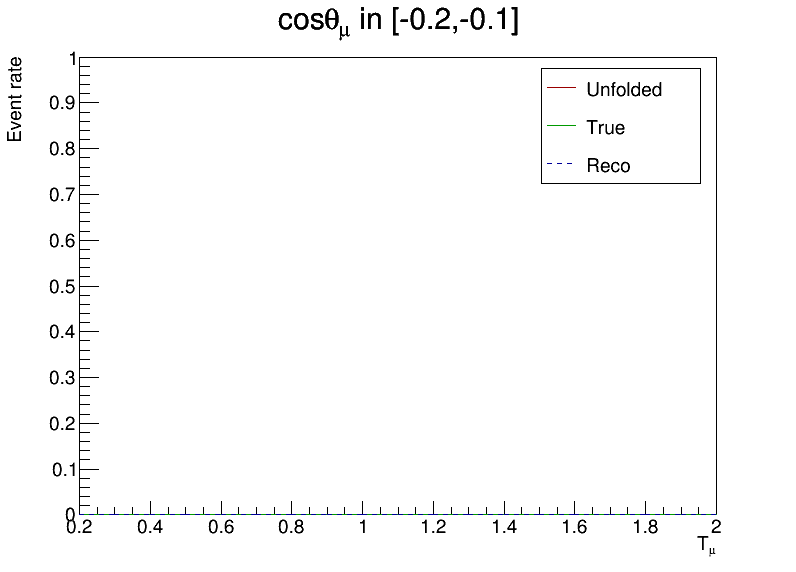 cosθμ in [-0.2,-0.1]
Event rate
1
0.9
0.8
0.7
0.6
0.5
0.4
0.3
0.2
0.1
0
Unfolded
True
Reco
0.2 0.4 0.6 0.8 1 1.2 1.4 1.6 1.8 2
Tμ